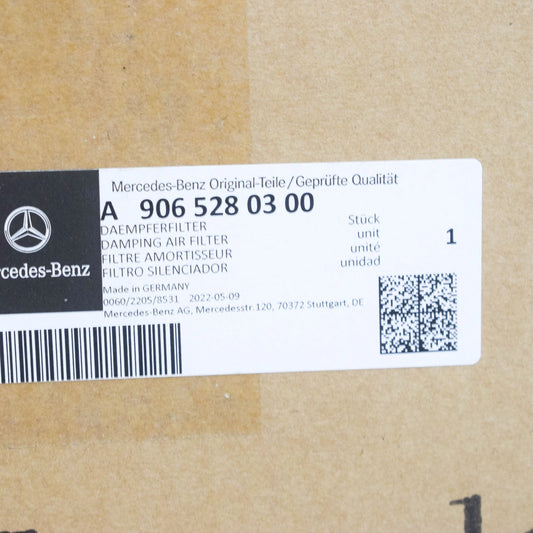 Mercedes-Benz Original-Teile/Geprüfte Qualität
A 906 528 03 00
DAEMPFERFILTER
DAMPING AIR FILTER
FILTRE AMORTISSEUR
FILTRO SILENCIADOR
Stück
unit
unité
unidad
1
rcedes-Benz
Made in GERMANY
0060/2205/8531 2022-05-09
Mercedes-Benz AG, Mercedesstr.120, 70372 Stuttgart, DE